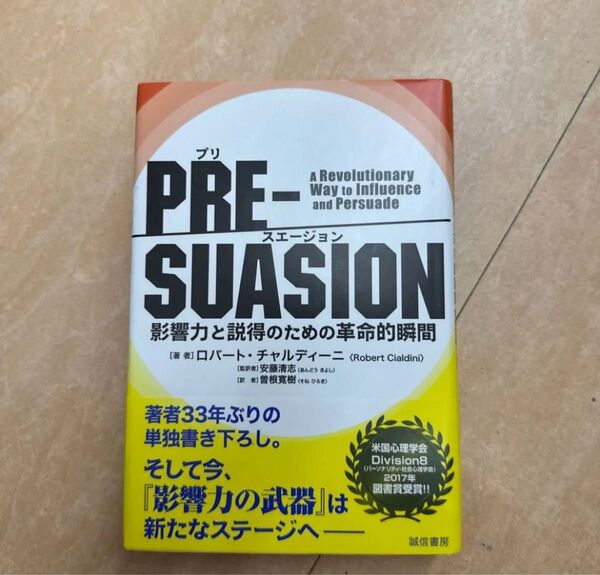 プリ
PRE-
A Revolutionary
Way to Influence
and Persuade
スエージョン
SUASION
影響力と説得のための革命的瞬間
[著 者] ロバート・チャルディーニ 〈Robert Cialdini〉
[監訳者] 安藤清志(あんどう きよし)
[訳 者] 曽根寛樹(そね ひろき)
著者33年ぶりの
単独書き下ろし。
そして今、
『影響力の武器』は
新たなステージへ――
米国心理学会
Division8
(パーソナリティ・社会心理学会)
2017年
図書賞受賞!!
誠信書房